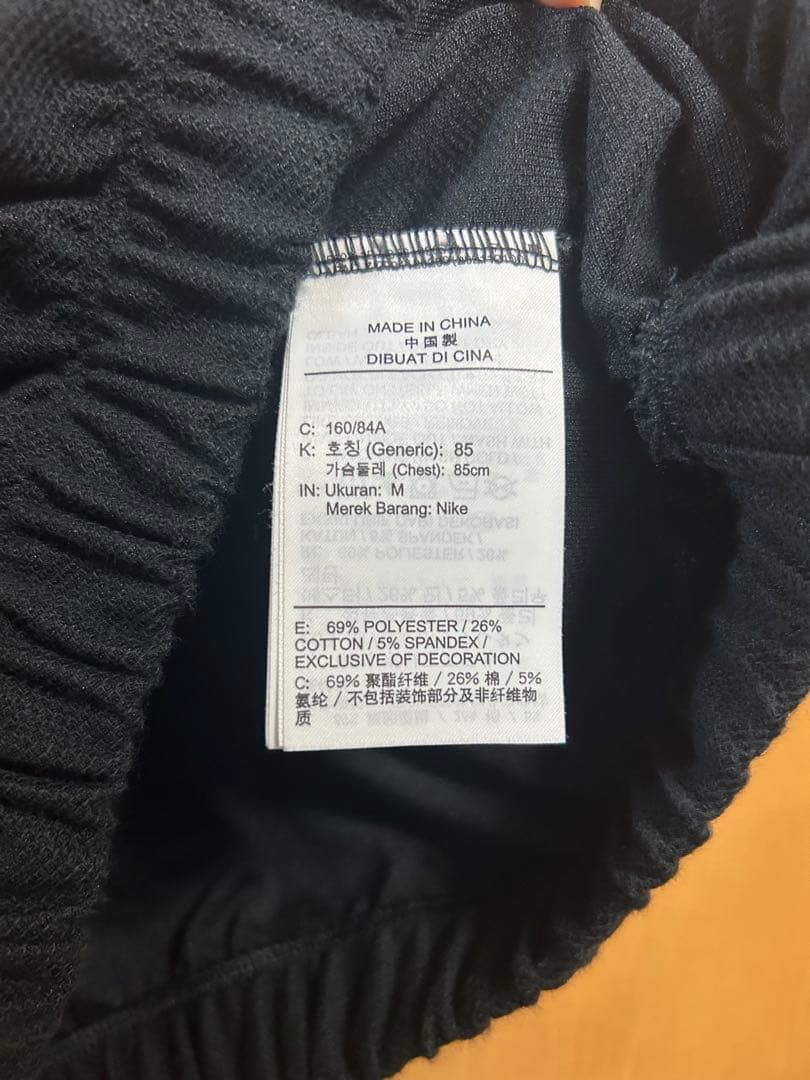 MADE IN CHINA
中国製
DIBUAT DI CINA
C: 160/84A
K: 호칭 (Generic): 85
가슴둘레 (Chest): 85cm
IN: Ukuran: M
Merek Barang: Nike
E: 69% POLYESTER / 26%
COTTON / 5% SPANDEX /
EXCLUSIVE OF DECORATION
C: 69% 聚酯纤维 / 26% 棉 / 5%
氨纶 / 不包括装饰部分及非纤维物
质